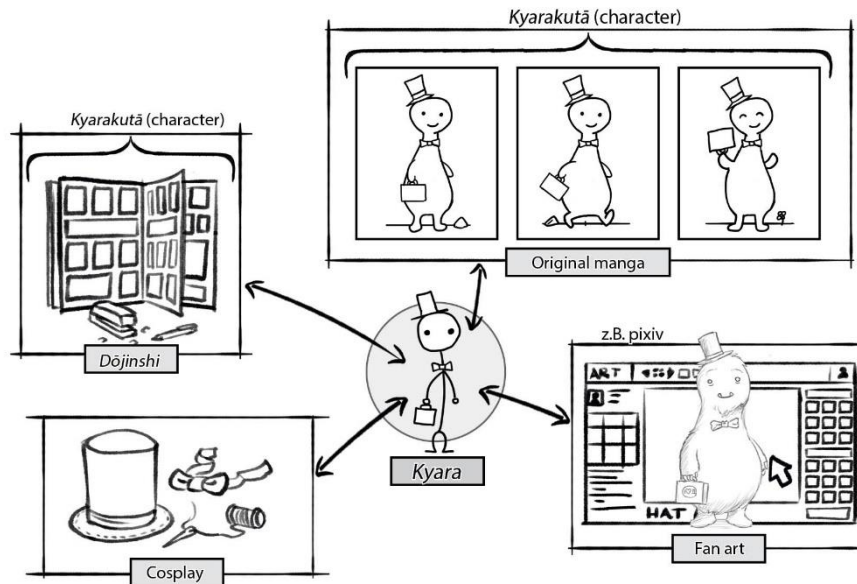 Kyarakutā (character)
Original manga
Kyarakutā (character)
Dōjinshi
Kyara
z.B. pixiv
ART
HAT
Fan art
Cosplay